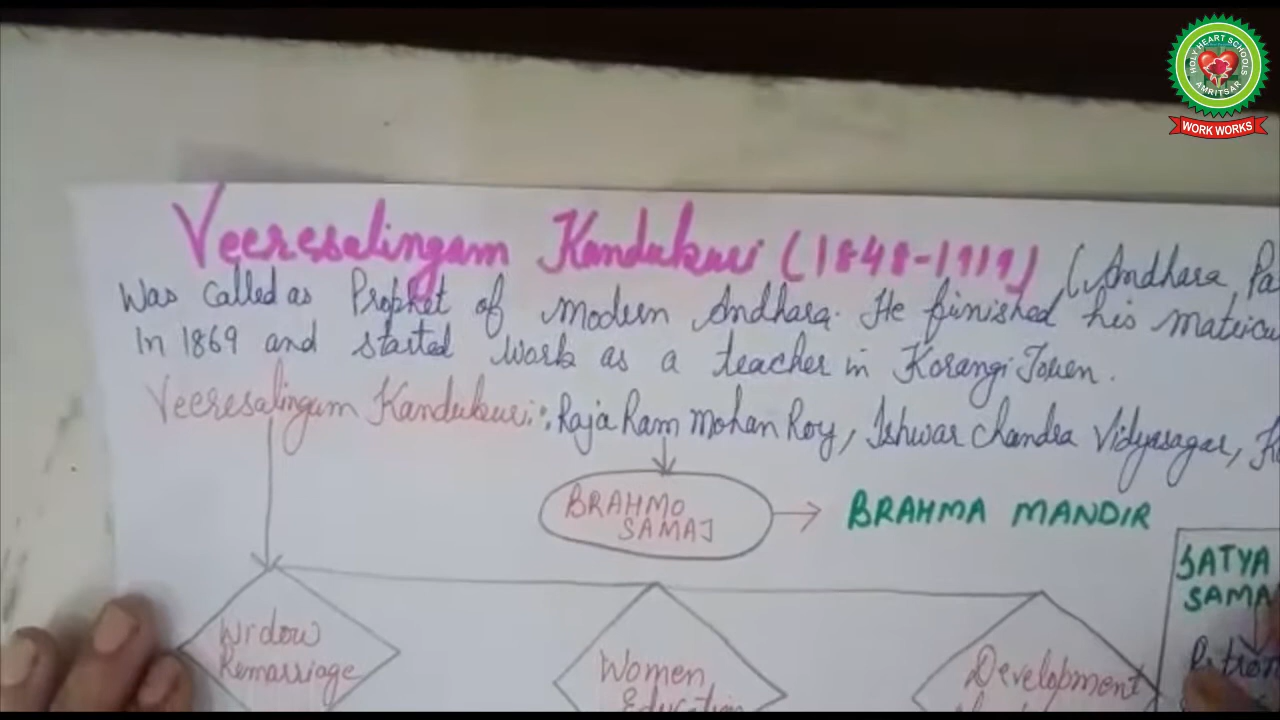 HOLY HEART SCHOOLS
AMRITSAR
WORK WORKS
Veeresalingam Kandukuri (1848-1919) (Andhara
Was called as Prophet of modern Andhara. He finished his
In 1869 and started work as a teacher in Korangi Town.
Veeresalingam Kandukuri: Raja Ram Mohan Roy, Ishwar Chandra Vidyasagar,
BRAHMO
SAMAJ
BRAHMA MANDIR
SATYA
Widow
Remarriage
Women
Development